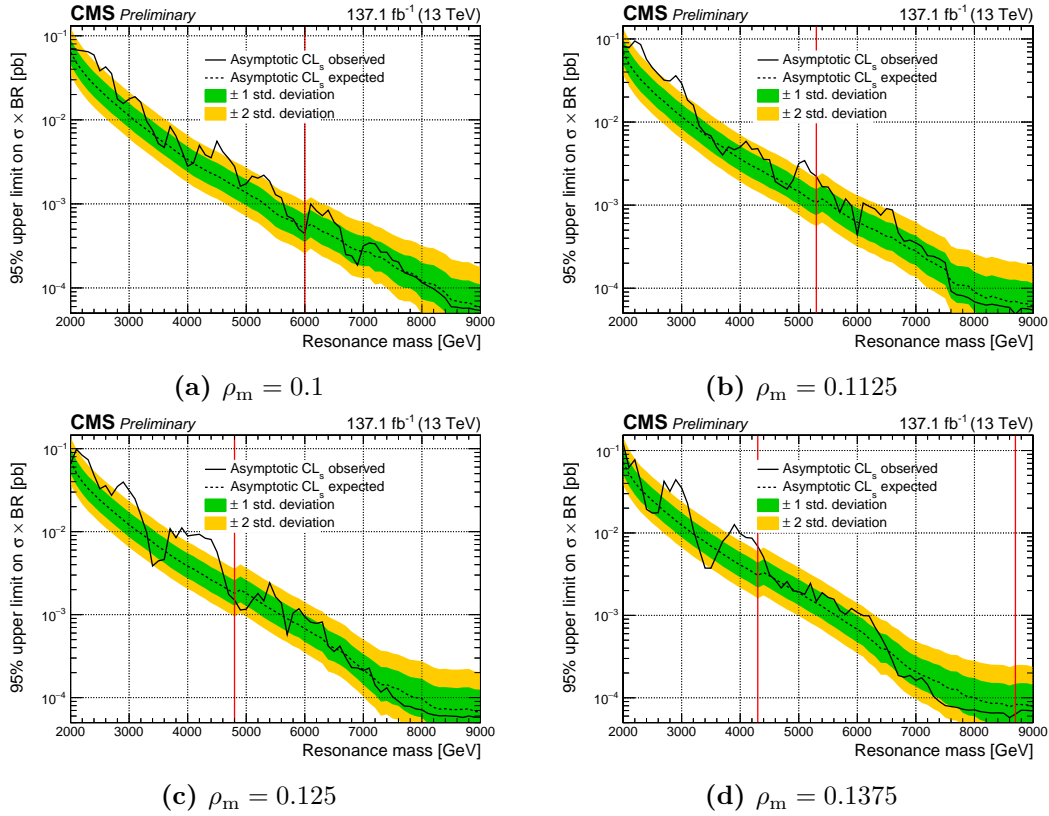 CMS Preliminary 137.1 fb⁻¹ (13 TeV)
95% upper limit on σ × BR [pb]
Asymptotic CLₛ observed
Asymptotic CLₛ expected
± 1 std. deviation
± 2 std. deviation
10⁻¹
10⁻²
10⁻³
10⁻⁴
2000 3000 4000 5000 6000 7000 8000 9000
Resonance mass [GeV]
(a) ρₘ = 0.1
CMS Preliminary 137.1 fb⁻¹ (13 TeV)
95% upper limit on σ × BR [pb]
Asymptotic CLₛ observed
Asymptotic CLₛ expected
± 1 std. deviation
± 2 std. deviation
10⁻¹
10⁻²
10⁻³
10⁻⁴
2000 3000 4000 5000 6000 7000 8000 9000
Resonance mass [GeV]
(b) ρₘ = 0.1125
CMS Preliminary 137.1 fb⁻¹ (13 TeV)
95% upper limit on σ × BR [pb]
Asymptotic CLₛ observed
Asymptotic CLₛ expected
± 1 std. deviation
± 2 std. deviation
10⁻¹
10⁻²
10⁻³
10⁻⁴
2000 3000 4000 5000 6000 7000 8000 9000
Resonance mass [GeV]
(c) ρₘ = 0.125
CMS Preliminary 137.1 fb⁻¹ (13 TeV)
95% upper limit on σ × BR [pb]
Asymptotic CLₛ observed
Asymptotic CLₛ expected
± 1 std. deviation
± 2 std. deviation
10⁻¹
10⁻²
10⁻³
10⁻⁴
2000 3000 4000 5000 6000 7000 8000 9000
Resonance mass [GeV]
(d) ρₘ = 0.1375